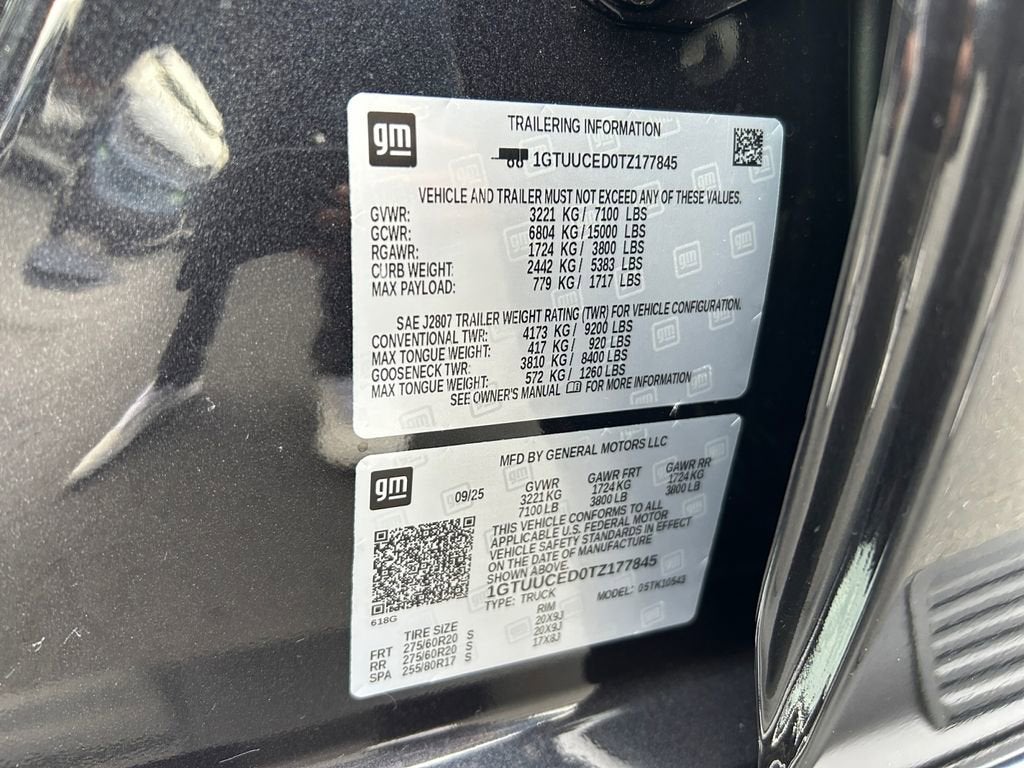 gm
TRAILERING INFORMATION
1GTUUCED0TZ177845
VEHICLE AND TRAILER MUST NOT EXCEED ANY OF THESE VALUES.
GVWR: 3221 KG / 7100 LBS
GCWR: 6804 KG / 15000 LBS
RGAWR: 1724 KG / 3800 LBS
CURB WEIGHT: 2442 KG / 5383 LBS
MAX PAYLOAD: 779 KG / 1717 LBS
SAE J2807 TRAILER WEIGHT RATING (TWR) FOR VEHICLE CONFIGURATION.
CONVENTIONAL TWR: 4173 KG / 9200 LBS
MAX TONGUE WEIGHT: 417 KG / 920 LBS
GOOSENECK TWR: 3810 KG / 8400 LBS
MAX TONGUE WEIGHT: 572 KG / 1260 LBS
SEE OWNER'S MANUAL FOR MORE INFORMATION
gm
MFD BY GENERAL MOTORS LLC
09/25 GVWR GAWR FRT GAWR RR
3221 KG 1724 KG 1724 KG
7100 LB 3800 LB 3800 LB
THIS VEHICLE CONFORMS TO ALL
APPLICABLE U.S. FEDERAL MOTOR
VEHICLE SAFETY STANDARDS IN EFFECT
ON THE DATE OF MANUFACTURE
SHOWN ABOVE.
1GTUUCED0TZ177845
TYPE: TRUCK MODEL: 05TK10543
618G
TIRE SIZE RIM
FRT 275/60R20 S 20X9J
RR 275/60R20 S 20X9J
SPA 255/80R17 S 17X8J